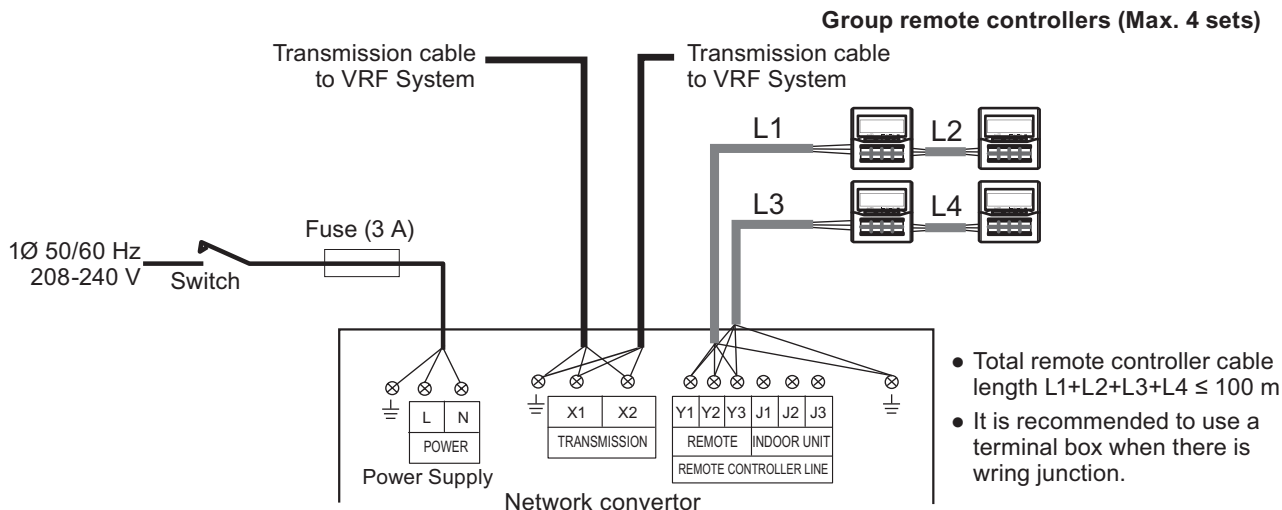 Group remote controllers (Max. 4 sets)
Transmission cable
to VRF System
Transmission cable
to VRF System
L1
L2
L3
L4
Fuse (3 A)
1Ø 50/60 Hz
208-240 V
Switch
L N
POWER
Power Supply
X1 X2
TRANSMISSION
Y1 Y2 Y3 J1 J2 J3
REMOTE INDOOR UNIT
REMOTE CONTROLLER LINE
Network convertor
● Total remote controller cable
length L1+L2+L3+L4 ≤ 100 m
● It is recommended to use a
terminal box when there is
wring junction.